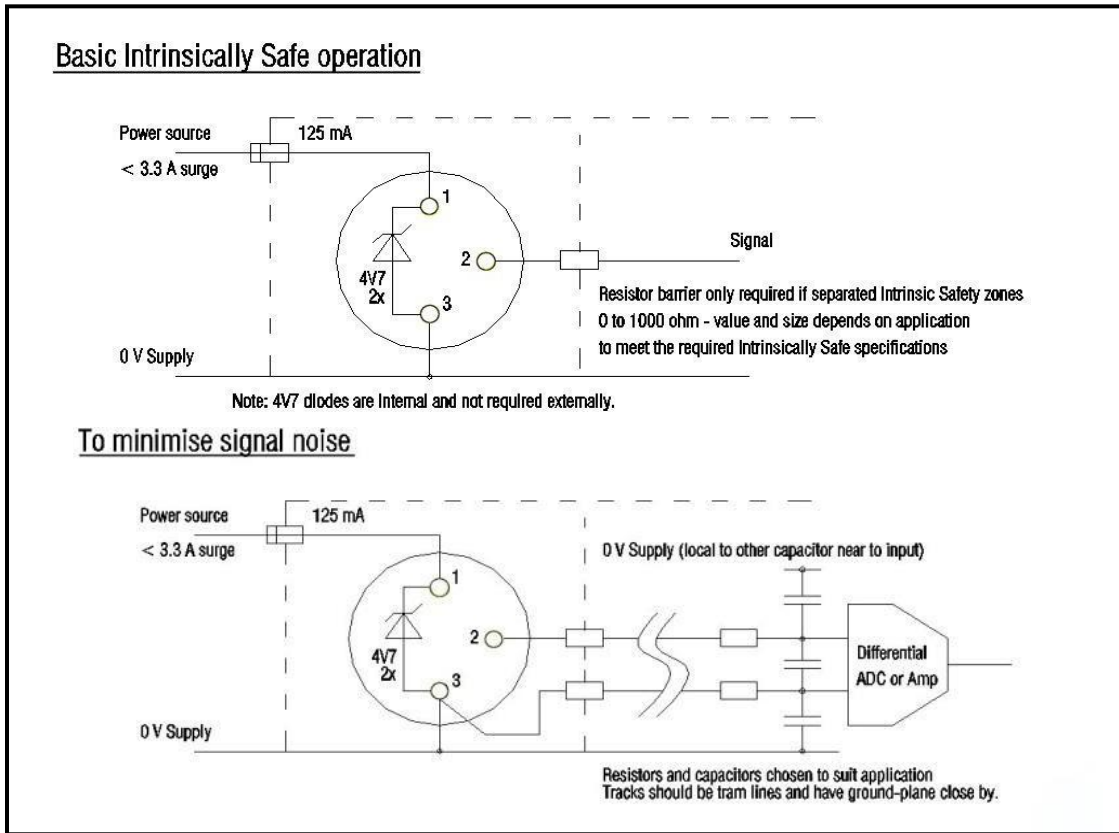 Basic Intrinsically Safe operation
Power source
125 mA
< 3.3 A surge
1
2
Signal
4V7
2x
3
Resistor barrier only required if separated Intrinsic Safety zones
0 to 1000 ohm - value and size depends on application
to meet the required Intrinsically Safe specifications
0 V Supply
Note: 4V7 diodes are internal and not required externally.
To minimise signal noise
Power source
125 mA
< 3.3 A surge
0 V Supply (local to other capacitor near to input)
1
2
4V7
2x
3
Differential
ADC or Amp
0 V Supply
Resistors and capacitors chosen to suit application
Tracks should be tram lines and have ground-plane close by.